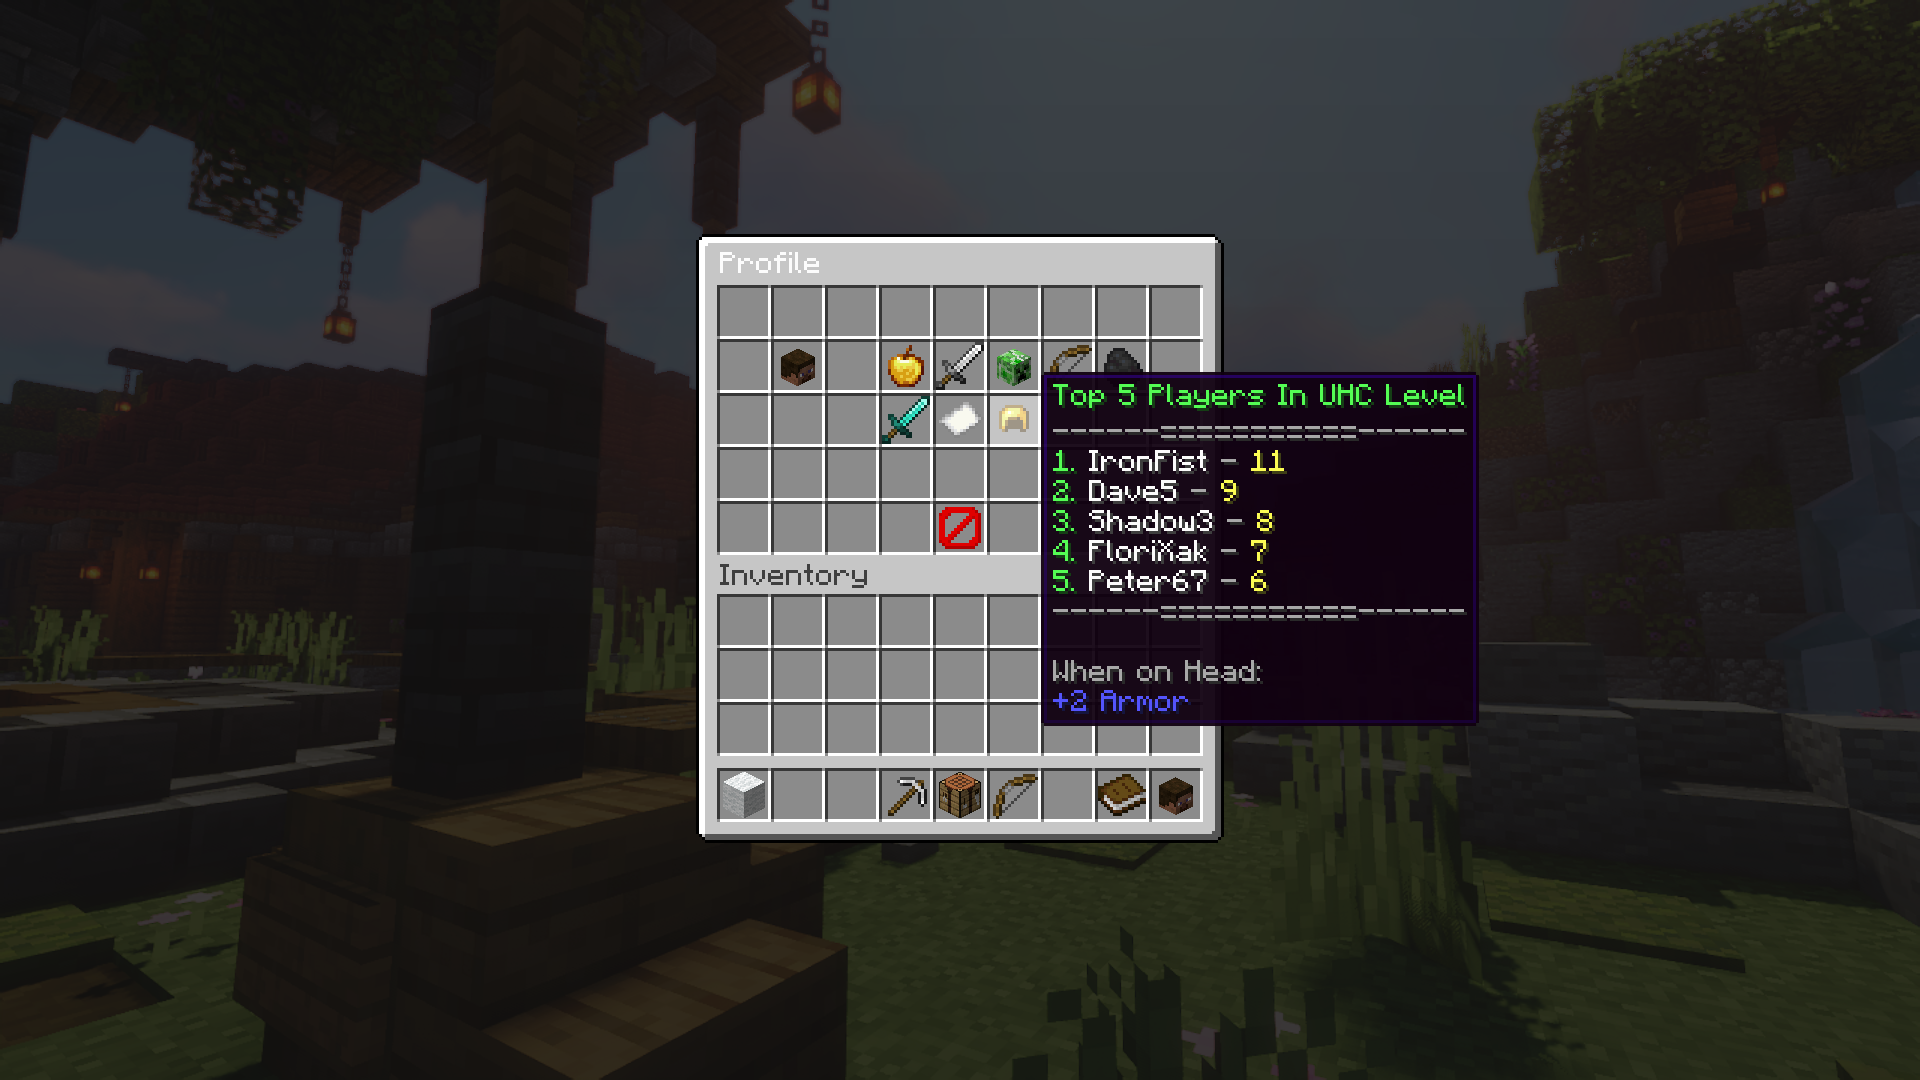 Profile
Top 5 Players In UHC Level
------===========------
1. IronFist - 11
2. Dave5 - 9
3. Shadow3 - 8
4. FloriXak - 7
5. Peter67 - 6
------===========------
When on Head:
+2 Armor
Inventory